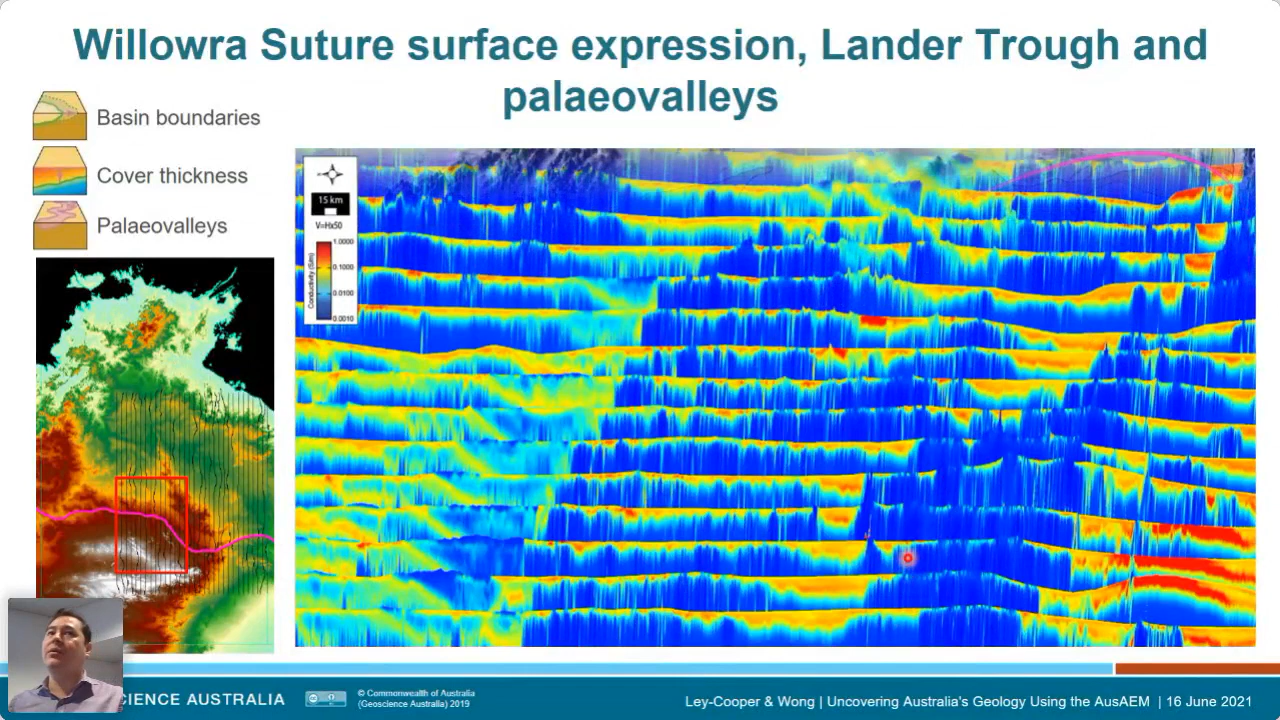 Willowra Suture surface expression, Lander Trough and
palaeovalleys
Basin boundaries
Cover thickness
Palaeovalleys
15 km
V=Hx50
Conductivity (S/m)
1.0000
0.1000
0.0100
0.0010
CIENCE AUSTRALIA
© Commonwealth of Australia
(Geoscience Australia) 2019
Ley-Cooper & Wong | Uncovering Australia's Geology Using the AusAEM | 16 June 2021